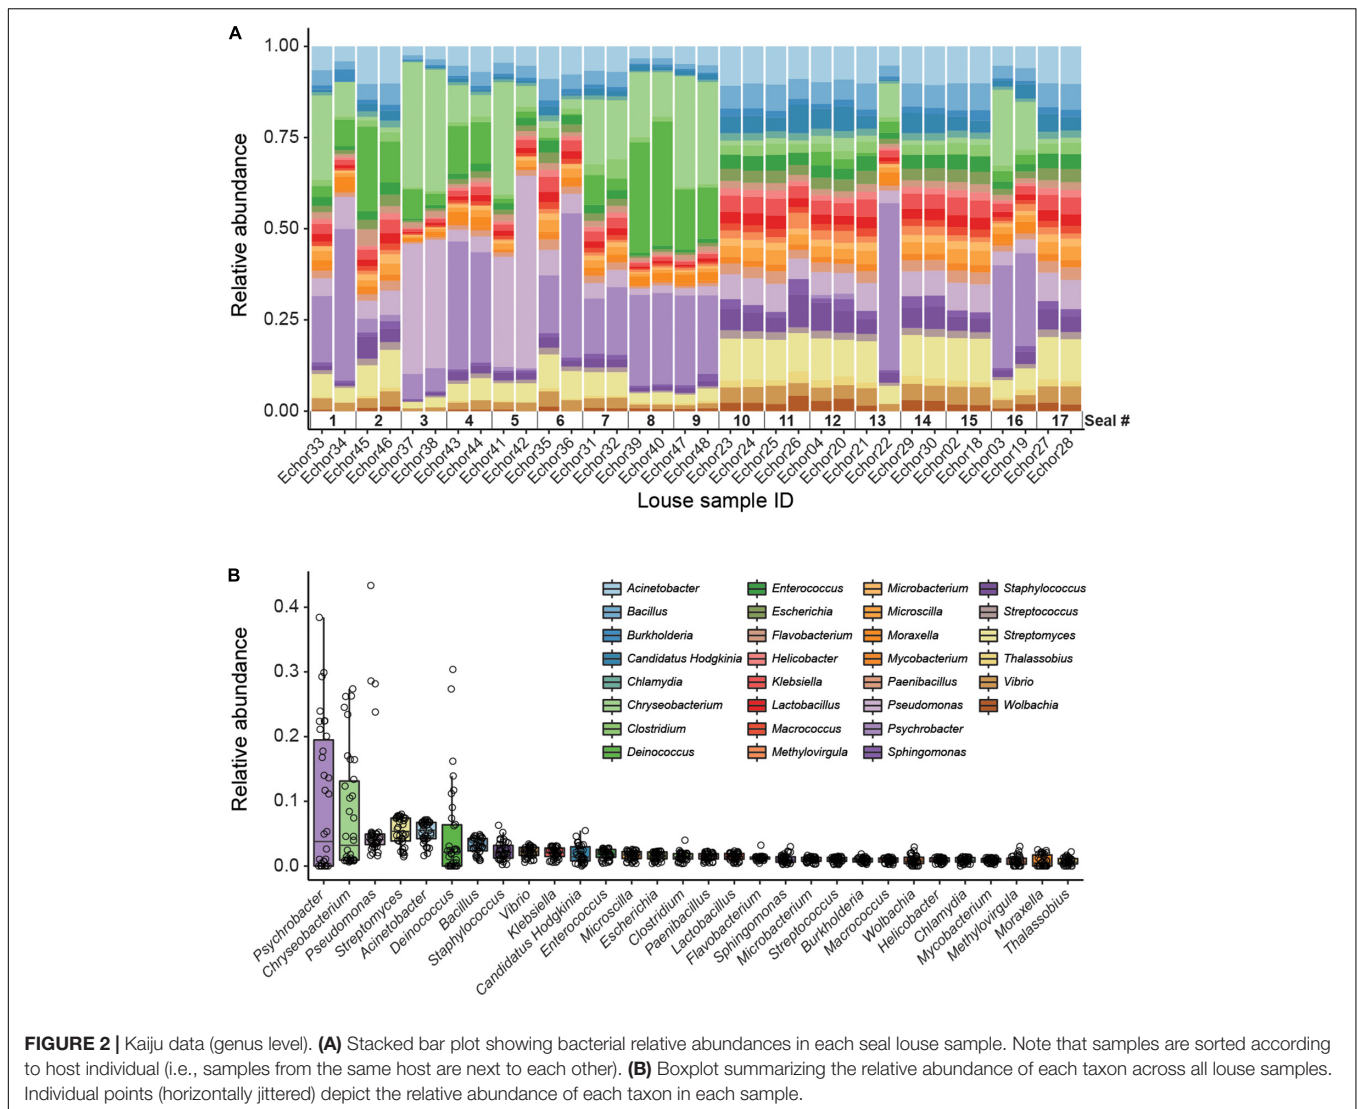 A
1.00
0.75
0.50
0.25
0.00
Relative abundance
1 2 3 4 5 6 7 8 9 10 11 12 13 14 15 16 17 Seal #
Echor33 Echor34 Echor45 Echor46 Echor37 Echor38 Echor43 Echor44 Echor41 Echor42 Echor35 Echor36 Echor31 Echor32 Echor39 Echor40 Echor47 Echor48 Echor23 Echor24 Echor25 Echor26 Echor04 Echor20 Echor21 Echor22 Echor29 Echor30 Echor02 Echor18 Echor03 Echor19 Echor27 Echor28
Louse sample ID
B
0.4
0.3
0.2
0.1
0.0
Relative abundance
Acinetobacter Enterococcus Microbacterium Staphylococcus
Bacillus Escherichia Microscilla Streptococcus
Burkholderia Flavobacterium Moraxella Streptomyces
Candidatus Hodgkinia Helicobacter Mycobacterium Thalassobius
Chlamydia Klebsiella Paenibacillus Vibrio
Chryseobacterium Lactobacillus Pseudomonas Wolbachia
Clostridium Macrococcus Psychrobacter
Deinococcus Methylovirgula Sphingomonas
Psychrobacter Chryseobacterium Pseudomonas Streptomyces Acinetobacter Deinococcus Bacillus Staphylococcus Vibrio Klebsiella Candidatus Hodgkinia Enterococcus Microscilla Escherichia Clostridium Paenibacillus Lactobacillus Flavobacterium Sphingomonas Microbacterium Streptococcus Burkholderia Macrococcus Wolbachia Helicobacter Chlamydia Mycobacterium Methylovirgula Moraxella Thalassobius
FIGURE 2 | Kaiju data (genus level). (A) Stacked bar plot showing bacterial relative abundances in each seal louse sample. Note that samples are sorted according
to host individual (i.e., samples from the same host are next to each other). (B) Boxplot summarizing the relative abundance of each taxon across all louse samples.
Individual points (horizontally jittered) depict the relative abundance of each taxon in each sample.